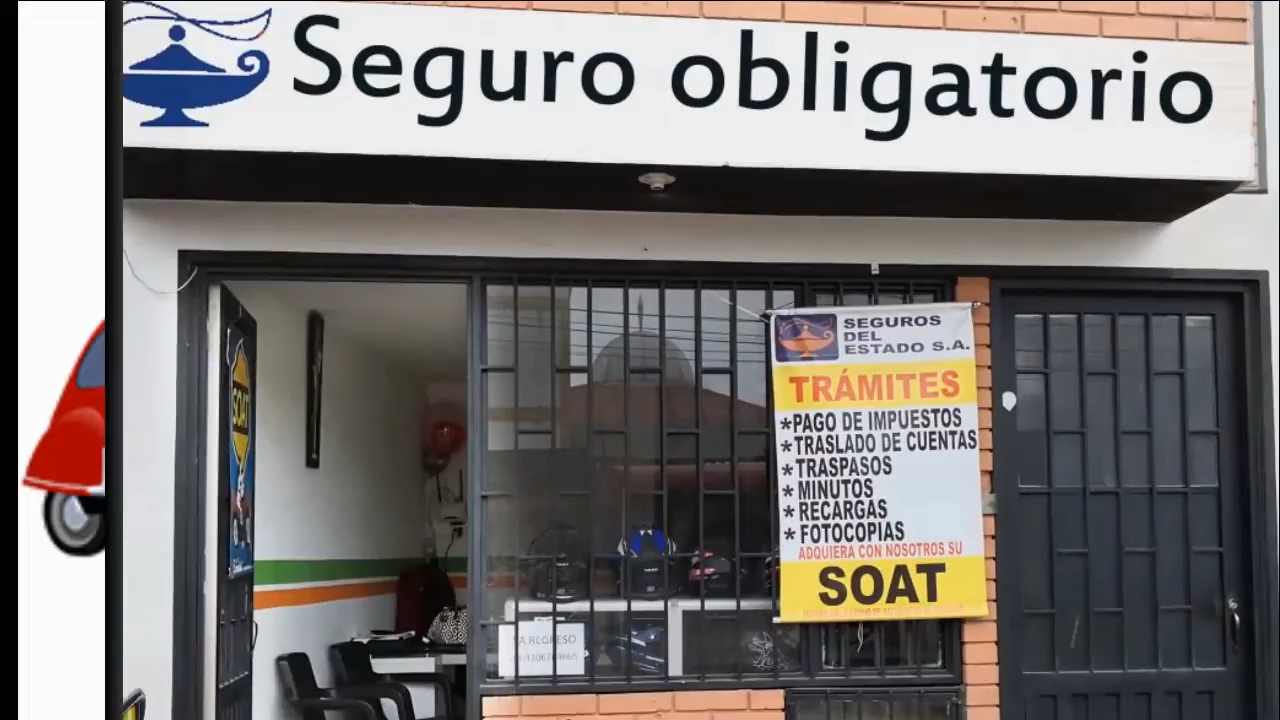 Seguro obligatorio
SEGUROS
DEL
ESTADO S.A.
TRÁMITES
*PAGO DE IMPUESTOS
*TRASLADO DE CUENTAS
*TRASPASOS
*MINUTOS
*RECARGAS
*FOTOCOPIAS
ADQUIERA CON NOSOTROS SU
SOAT
SOAT
YA REGRESO